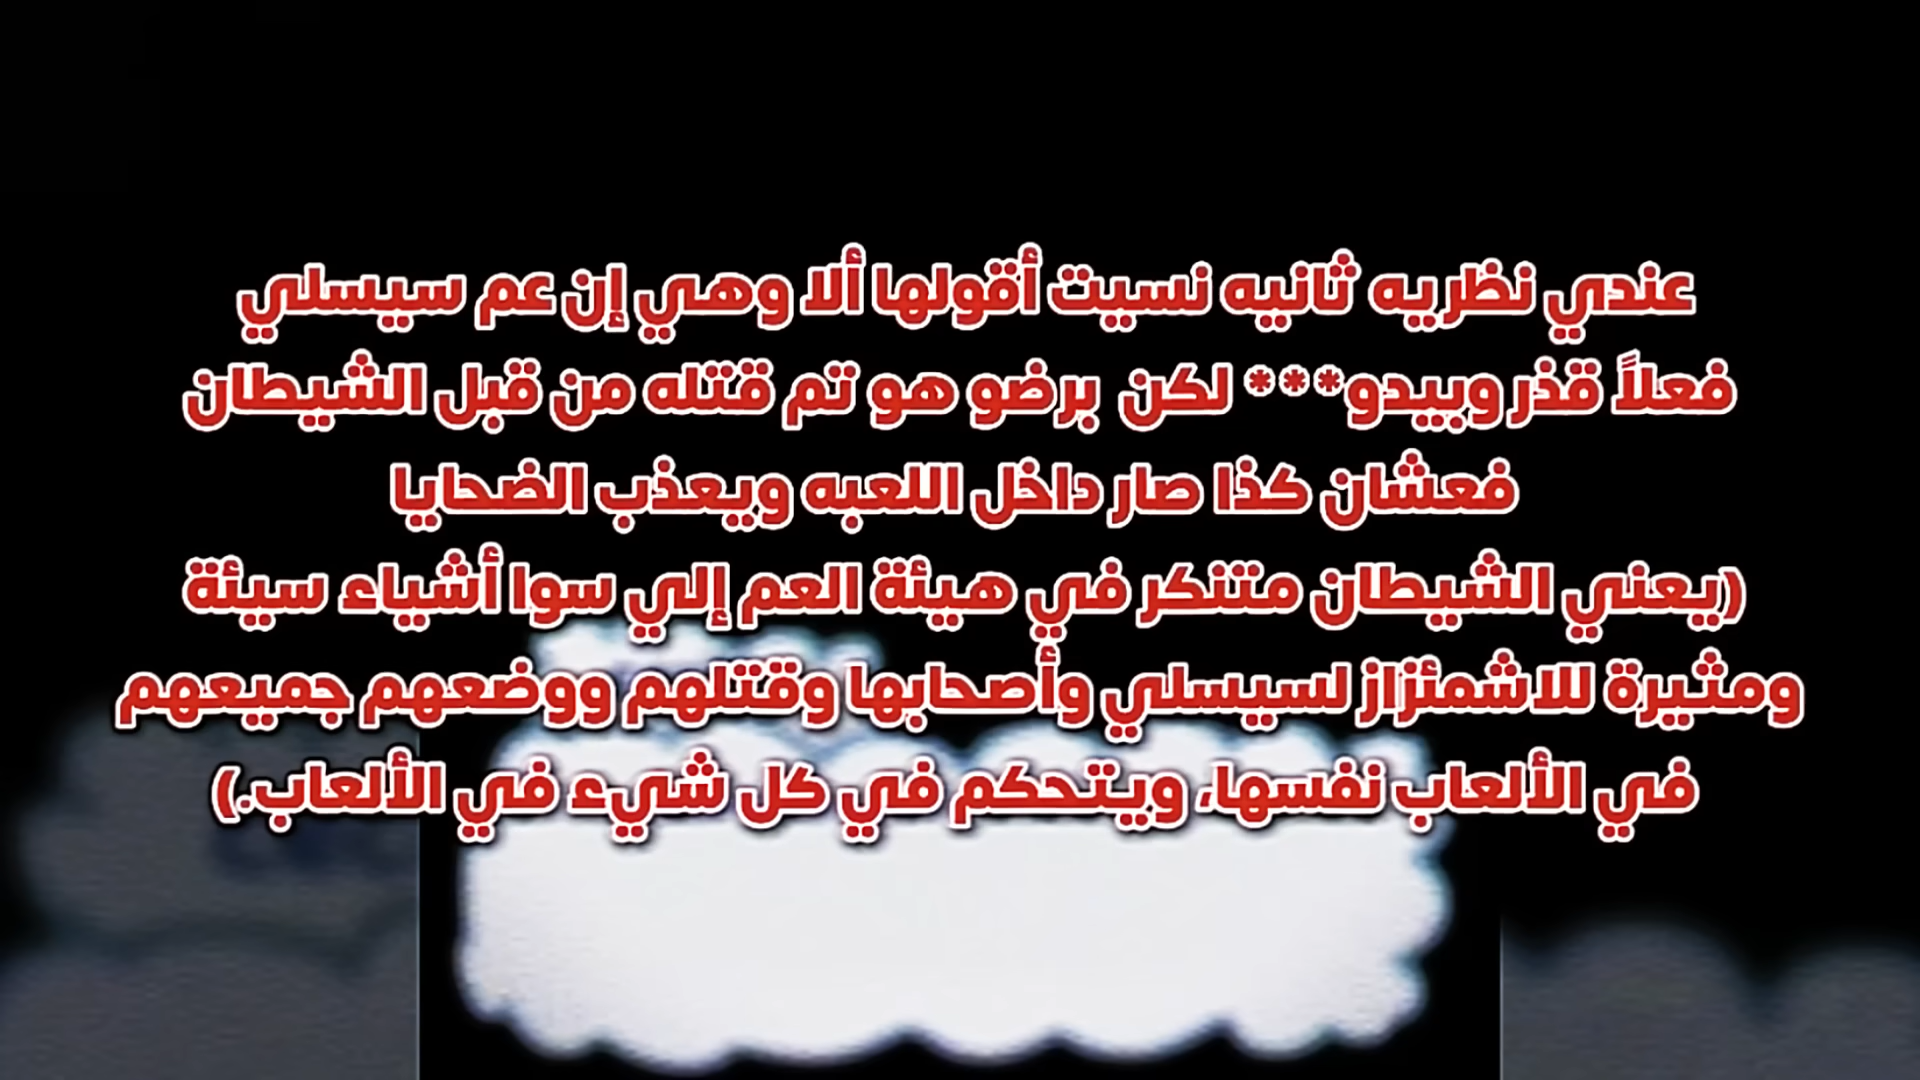 عندي نظريه ثانيه نسيت أقولها ألا وهي إن عم سيسلي
فعلاً قذر وبيدو*** لكن برضو هو تم قتله من قبل الشيطان
فعشان كذا صار داخل اللعبه ويعذب الضحايا
(يعني الشيطان متنكر في هيئة العم إلي سوا أشياء سيئة
ومثيرة للاشمئزاز لسيسلي وأصحابها وقتلهم ووضعهم جميعهم
في الألعاب نفسها، ويتحكم في كل شيء في الألعاب.)